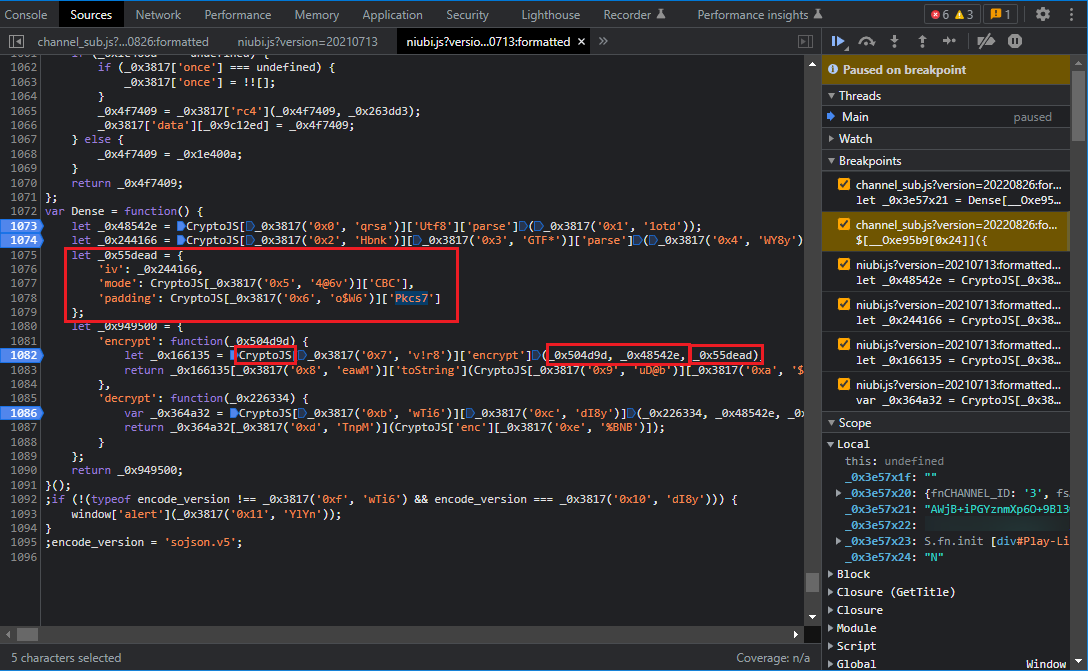 Console Sources Network Performance Memory Application Security Lighthouse Recorder Performance insights 6 3 1
channel_sub.js?...0826:formatted niubi.js?version=20210713 niubi.js?versio...0713:formatted × »
1062 if (_0x3817['once'] === undefined) {
1063 _0x3817['once'] = !![];
1064 }
1065 _0x4f7409 = _0x3817['rc4'](_0x4f7409, _0x263dd3);
1066 _0x3817['data'][_0x9c12ed] = _0x4f7409;
1067 } else {
1068 _0x4f7409 = _0x1e400a;
1069 }
1070 return _0x4f7409;
1071 };
1072 var Dense = function() {
1073 let _0x48542e = CryptoJS[_0x3817('0x0', 'qrsa')]['Utf8']['parse'](_0x3817('0x1', '1otd'));
1074 let _0x244166 = CryptoJS[_0x3817('0x2', 'Hbnk')][_0x3817('0x3', 'GTF*')]['parse'](_0x3817('0x4', 'WY8y')
1075 let _0x55dead = {
1076 'iv': _0x244166,
1077 'mode': CryptoJS[_0x3817('0x5', '4@6v')]['CBC'],
1078 'padding': CryptoJS[_0x3817('0x6', 'o$W6')]['Pkcs7']
1079 };
1080 let _0x949500 = {
1081 'encrypt': function(_0x504d9d) {
1082 let _0x166135 = CryptoJS[_0x3817('0x7', 'v!r8')]['encrypt'](_0x504d9d, _0x48542e, _0x55dead)
1083 return _0x166135[_0x3817('0x8', 'eawM')]['toString'](CryptoJS[_0x3817('0x9', 'uD@b')][_0x3817('0xa', '$
1084 },
1085 'decrypt': function(_0x226334) {
1086 var _0x364a32 = CryptoJS[_0x3817('0xb', 'wTi6')][_0x3817('0xc', 'dI8y')](_0x226334, _0x48542e, _0x
1087 return _0x364a32[_0x3817('0xd', 'TnpM')](CryptoJS['enc'][_0x3817('0xe', '%BNB')]);
1088 }
1089 };
1090 return _0x949500;
1091 }();
1092 ;if (!(typeof encode_version !== _0x3817('0xf', 'wTi6') && encode_version === _0x3817('0x10', 'dI8y'))) {
1093 window['alert'](_0x3817('0x11', 'YlYn'));
1094 }
1095 ;encode_version = 'sojson.v5';
1096
5 characters selected Coverage: n/a
Paused on breakpoint
Threads
Main paused
Watch
Breakpoints
channel_sub.js?version=20220826:for...
let _0x3e57x21 = Dense[__Oxe95...
channel_sub.js?version=20220826:fo...
$[__Oxe95b9[0x24]]({
niubi.js?version=20210713:formatted...
let _0x48542e = CryptoJS[_0x38...
niubi.js?version=20210713:formatted...
let _0x244166 = CryptoJS[_0x38...
niubi.js?version=20210713:formatted...
let _0x166135 = CryptoJS[_0x38...
niubi.js?version=20210713:formatted...
var _0x364a32 = CryptoJS[_0x38...
Scope
Local
this: undefined
_0x3e57x1f: ""
_0x3e57x20: {fnCHANNEL_ID: '3', fs
_0x3e57x21: "AWjB+iPGYznmXp6O+9Bl3
_0x3e57x22:
_0x3e57x23: S.fn.init [div#Play-Li
_0x3e57x24: "N"
Block
Closure (GetTitle)
Closure
Module
Script
Global Window